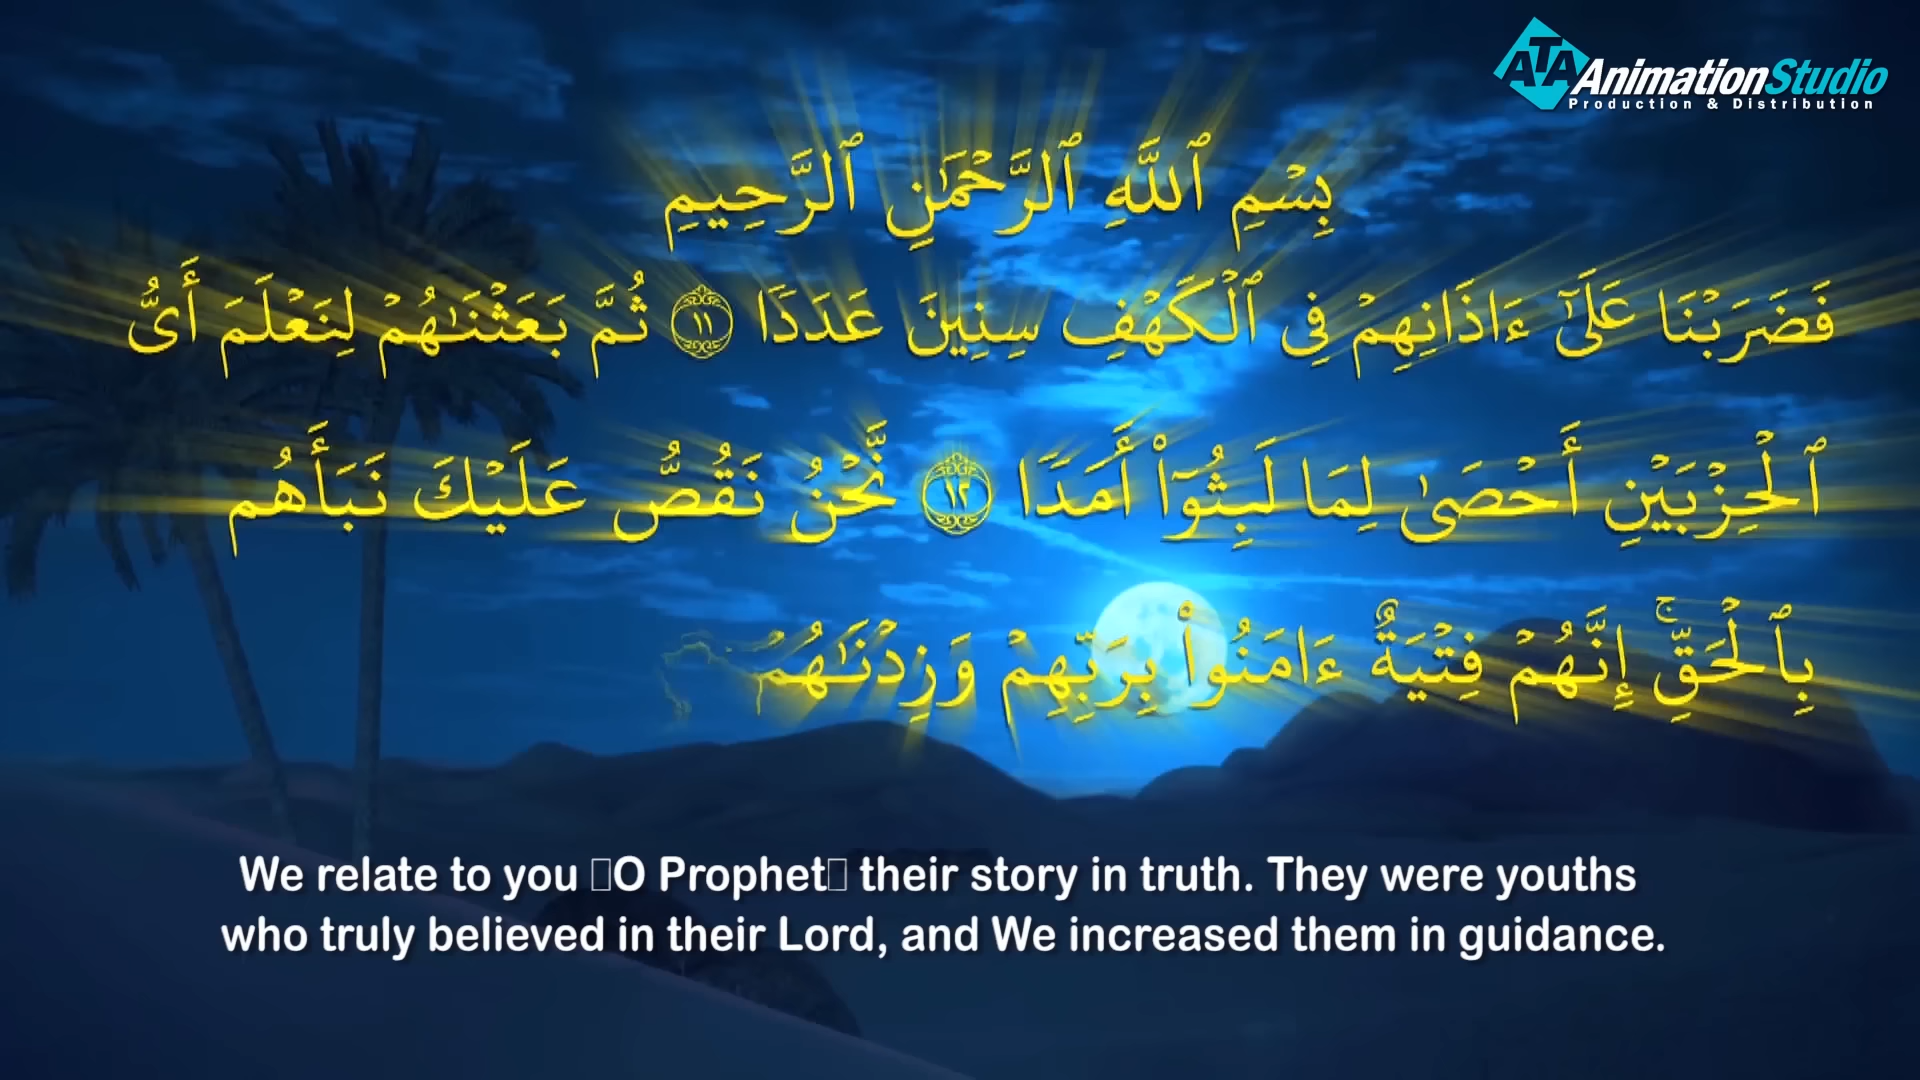 ATA AnimationStudio
Production & Distribution
بِسْمِ ٱللَّهِ ٱلرَّحْمَٰنِ ٱلرَّحِيمِ
فَضَرَبْنَا عَلَىٰٓ ءَاذَانِهِمْ فِى ٱلْكَهْفِ سِنِينَ عَدَدًا ١١ ثُمَّ بَعَثْنَٰهُمْ لِنَعْلَمَ أَىُّ
ٱلْحِزْبَيْنِ أَحْصَىٰ لِمَا لَبِثُوٓا۟ أَمَدًا ١٢ نَّحْنُ نَقُصُّ عَلَيْكَ نَبَأَهُم
بِٱلْحَقِّ ۚ إِنَّهُمْ فِتْيَةٌ ءَامَنُوا۟ بِرَبِّهِمْ وَزِدْنَٰهُمْ
We relate to you ▯O Prophet▯ their story in truth. They were youths
who truly believed in their Lord, and We increased them in guidance.